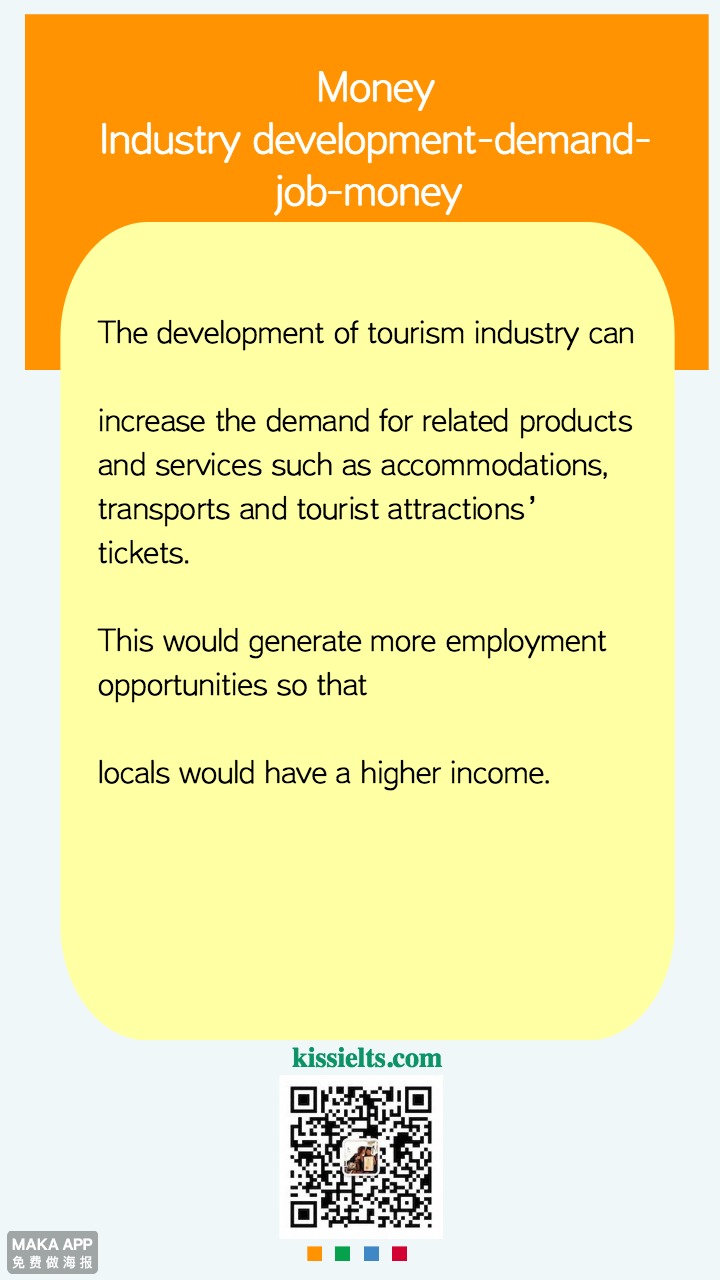 Money
Industry development-demand-
job-money
The development of tourism industry can
increase the demand for related products
and services such as accommodations,
transports and tourist attractions’
tickets.
This would generate more employment
opportunities so that
locals would have a higher income.
kissielts.com
MAKA APP
免费做海报